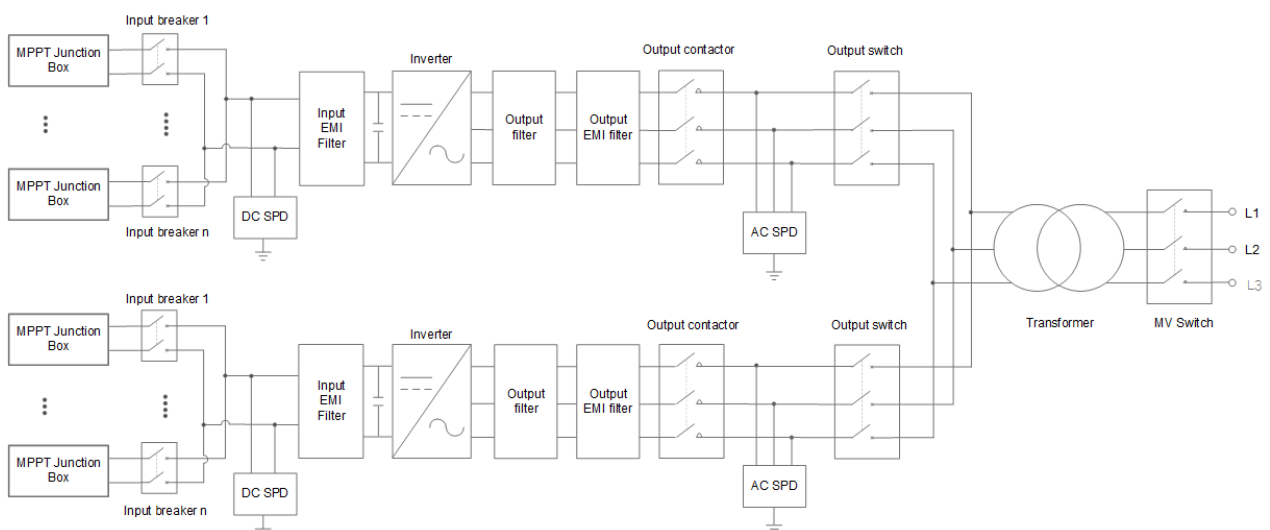 Input breaker 1
MPPT Junction
Box
MPPT Junction
Box
Input breaker n
DC SPD
Input
EMI
Filter
Inverter
Output
filter
Output
EMI filter
Output contactor
AC SPD
Output switch
Input breaker 1
MPPT Junction
Box
MPPT Junction
Box
Input breaker n
DC SPD
Input
EMI
Filter
Inverter
Output
filter
Output
EMI filter
Output contactor
AC SPD
Output switch
Transformer
MV Switch
L1
L2
L3